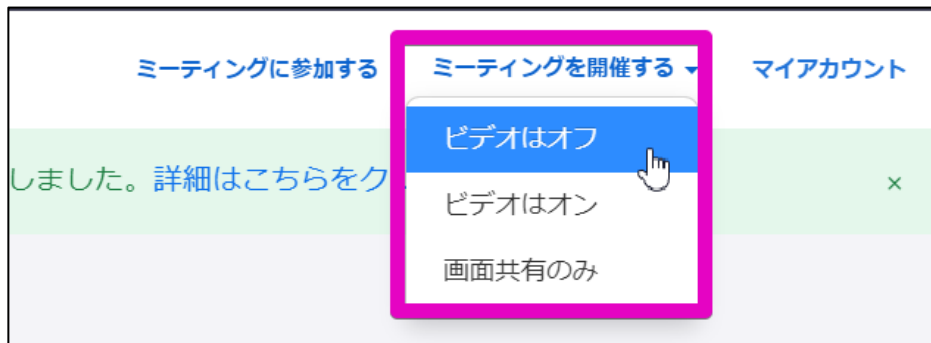 ミーティングに参加する ミーティングを開催する マイアカウント
ビデオはオフ
しました。詳細はこちらをク
ビデオはオン
画面共有のみ